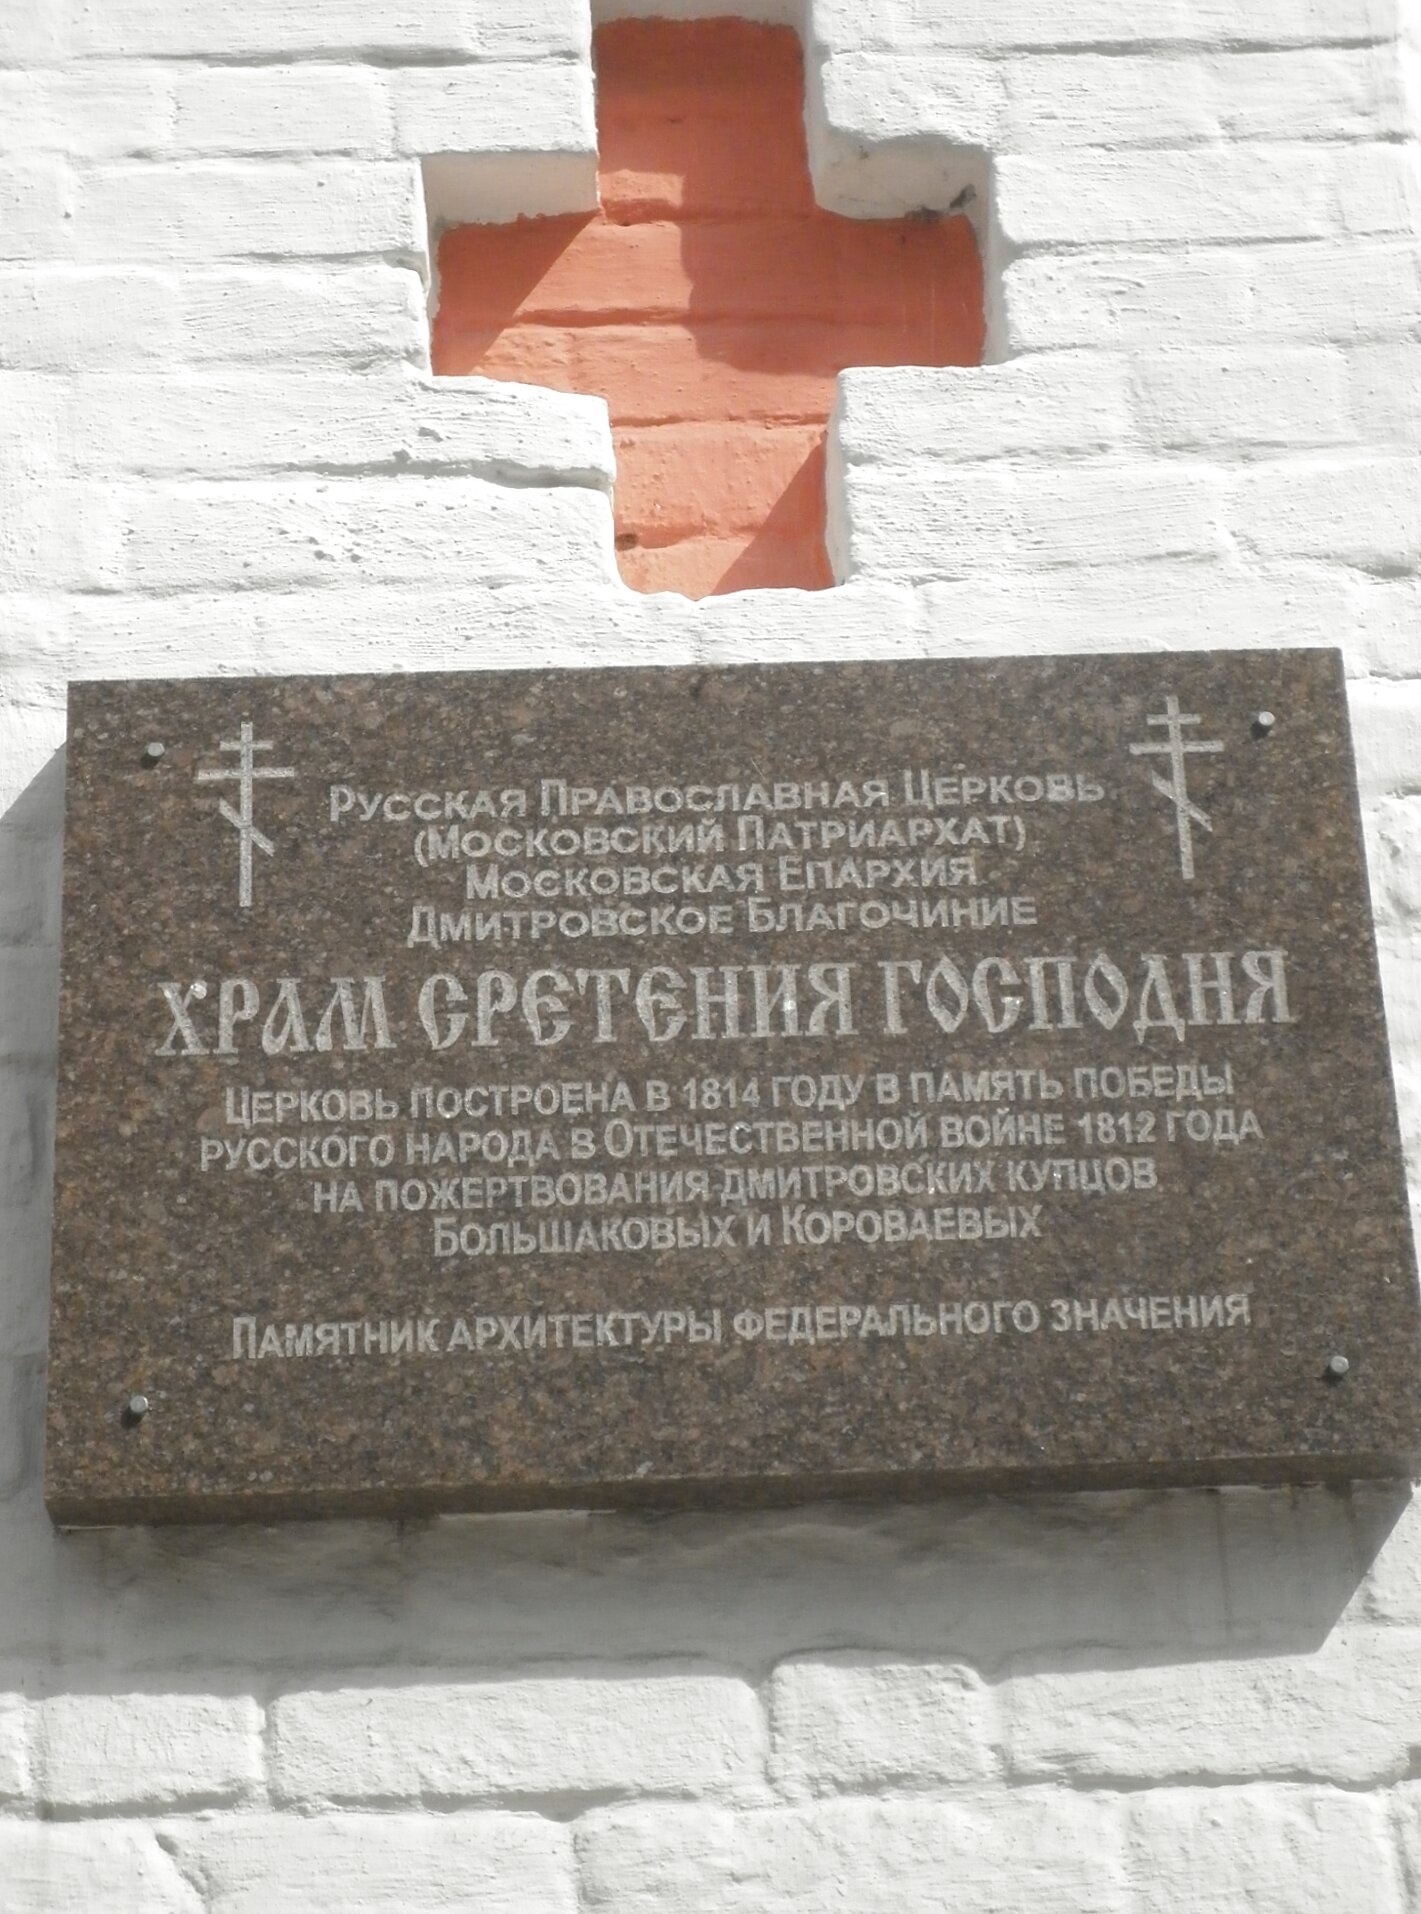 Русская Православная Церковь
(Московский Патриархат)
Московская Епархия
Дмитровское Благочиние
ХРАМ СРЕТЕНИЯ ГОСПОДНЯ
Церковь построена в 1814 году в память победы
русского народа в Отечественной войне 1812 года
на пожертвования дмитровских купцов
Большаковых и Короваевых
Памятник архитектуры федерального значения